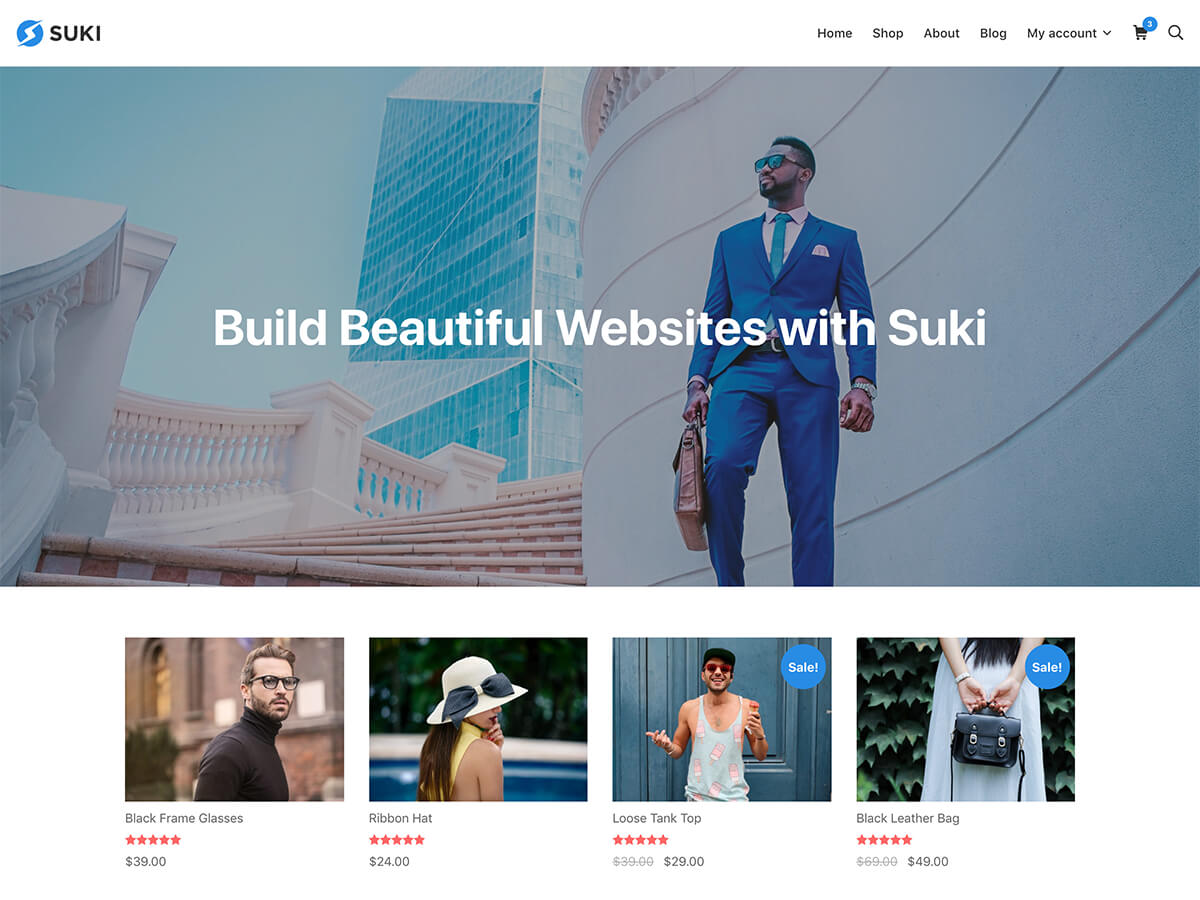 SUKI
Home Shop About Blog My account 3
Build Beautiful Websites with Suki
Sale! Sale!
Black Frame Glasses Ribbon Hat Loose Tank Top Black Leather Bag
$39.00 $24.00 $39.00 $29.00 $69.00 $49.00